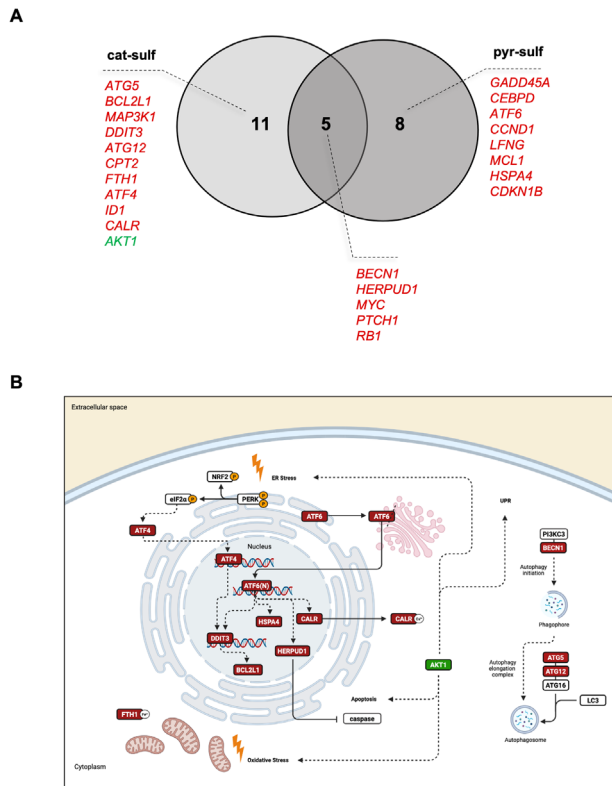 A
cat-sulf
pyr-sulf
ATG5
BCL2L1
MAP3K1
DDIT3
ATG12
CPT2
FTH1
ATF4
ID1
CALR
AKT1
11
5
8
GADD45A
CEBPD
ATF6
CCND1
LFNG
MCL1
HSPA4
CDKN1B
BECN1
HERPUD1
MYC
PTCH1
RB1
B
Extracellular space
NRF2 P
ER Stress
eIF2α P
PERK P
P
UPR
ATF4
ATF6
ATF6
PI3KC3
BECN1
Nucleus
ATF4
Autophagy
initiation
ATF6(N)
HSPA4
CALR
CALR
Phagophore
DDIT3
HERPUD1
BCL2L1
AKT1
Autophagy
elongation
complex
ATG5
ATG12
ATG16
Apoptosis
LC3
FTH1
caspase
Autophagosome
Oxidative Stress
Cytoplasm